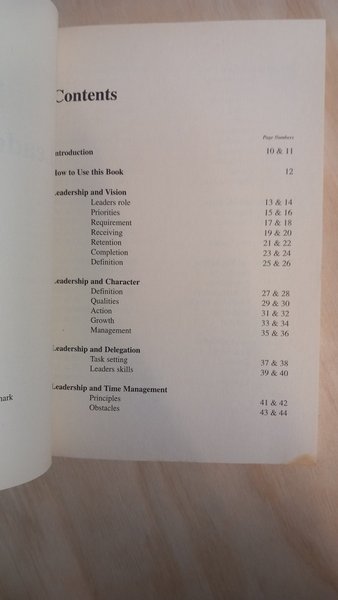 Contents
Page Numbers
Introduction 10 & 11
How to Use this Book 12
Leadership and Vision
Leaders role 13 & 14
Priorities 15 & 16
Requirement 17 & 18
Receiving 19 & 20
Retention 21 & 22
Completion 23 & 24
Definition 25 & 26
Leadership and Character
Definition 27 & 28
Qualities 29 & 30
Action 31 & 32
Growth 33 & 34
Management 35 & 36
Leadership and Delegation
Task setting 37 & 38
Leaders skills 39 & 40
Leadership and Time Management
Principles 41 & 42
Obstacles 43 & 44